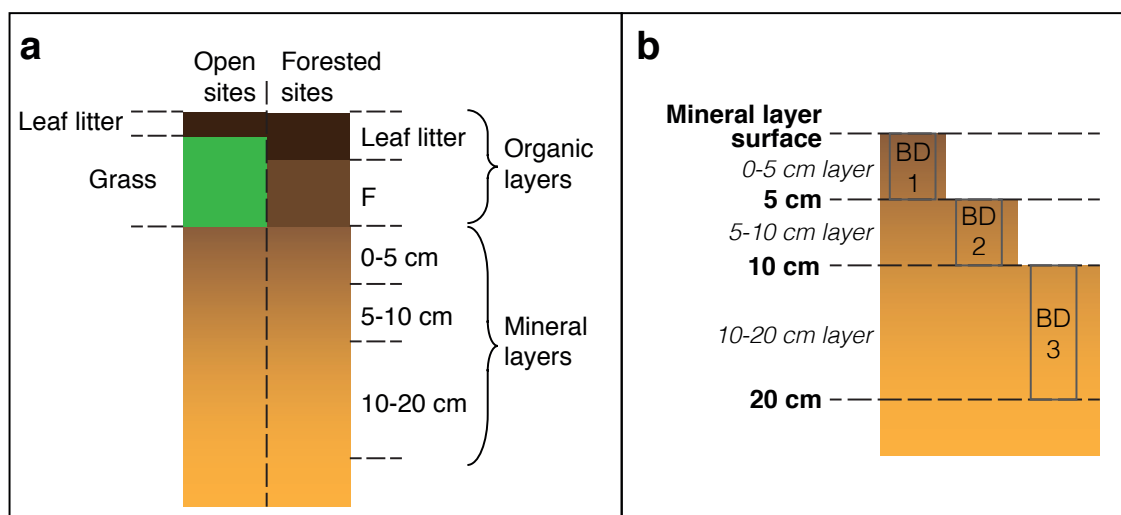 a
Open
sites
Forested
sites
Leaf litter
Grass
Leaf litter
F
Organic
layers
0-5 cm
5-10 cm
10-20 cm
Mineral
layers
b
Mineral layer
surface
0-5 cm layer
5 cm
5-10 cm layer
10 cm
10-20 cm layer
20 cm
BD
1
BD
2
BD
3